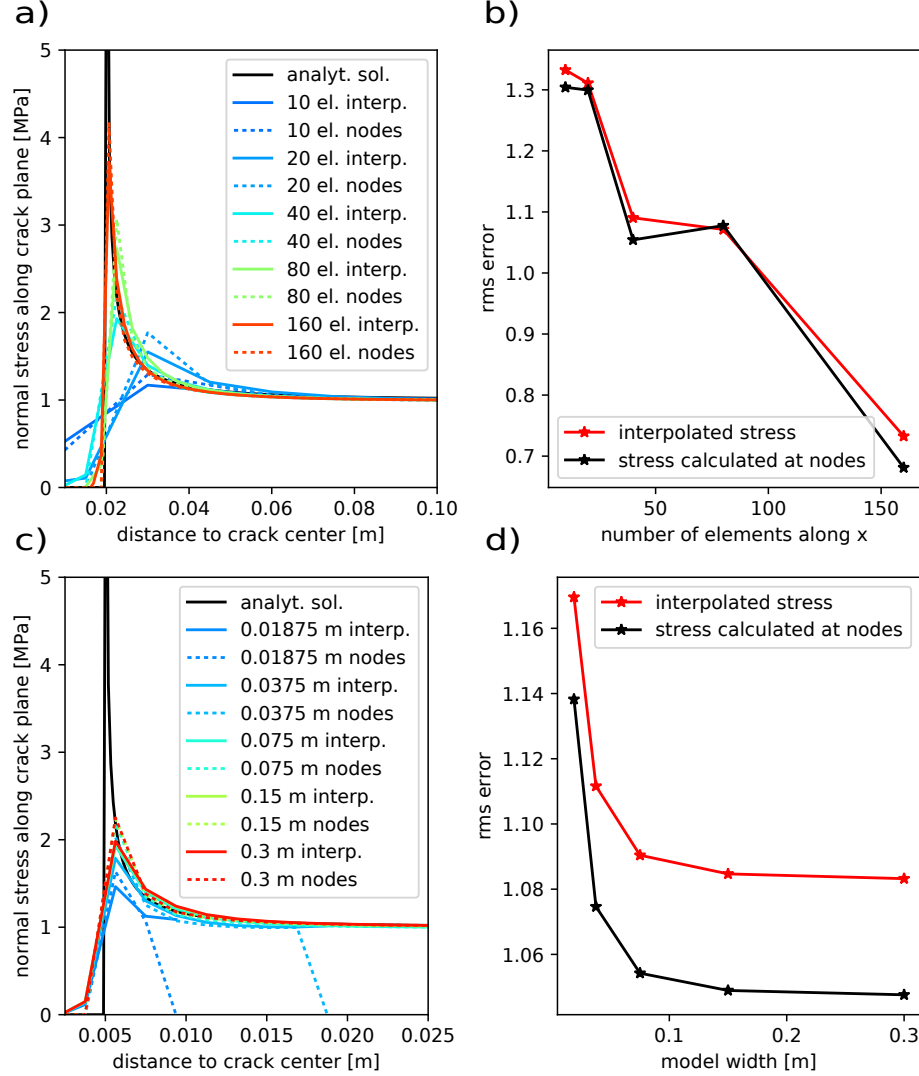 a)
normal stress along crack plane [MPa]
5
4
3
2
1
0
analyt. sol.
10 el. interp.
10 el. nodes
20 el. interp.
20 el. nodes
40 el. interp.
40 el. nodes
80 el. interp.
80 el. nodes
160 el. interp.
160 el. nodes
0.02 0.04 0.06 0.08 0.10
distance to crack center [m]
b)
rms error
1.3
1.2
1.1
1.0
0.9
0.8
0.7
interpolated stress
stress calculated at nodes
50 100 150
number of elements along x
c)
normal stress along crack plane [MPa]
5
4
3
2
1
0
analyt. sol.
0.01875 m interp.
0.01875 m nodes
0.0375 m interp.
0.0375 m nodes
0.075 m interp.
0.075 m nodes
0.15 m interp.
0.15 m nodes
0.3 m interp.
0.3 m nodes
0.005 0.010 0.015 0.020 0.025
distance to crack center [m]
d)
rms error
1.16
1.14
1.12
1.10
1.08
1.06
interpolated stress
stress calculated at nodes
0.1 0.2 0.3
model width [m]